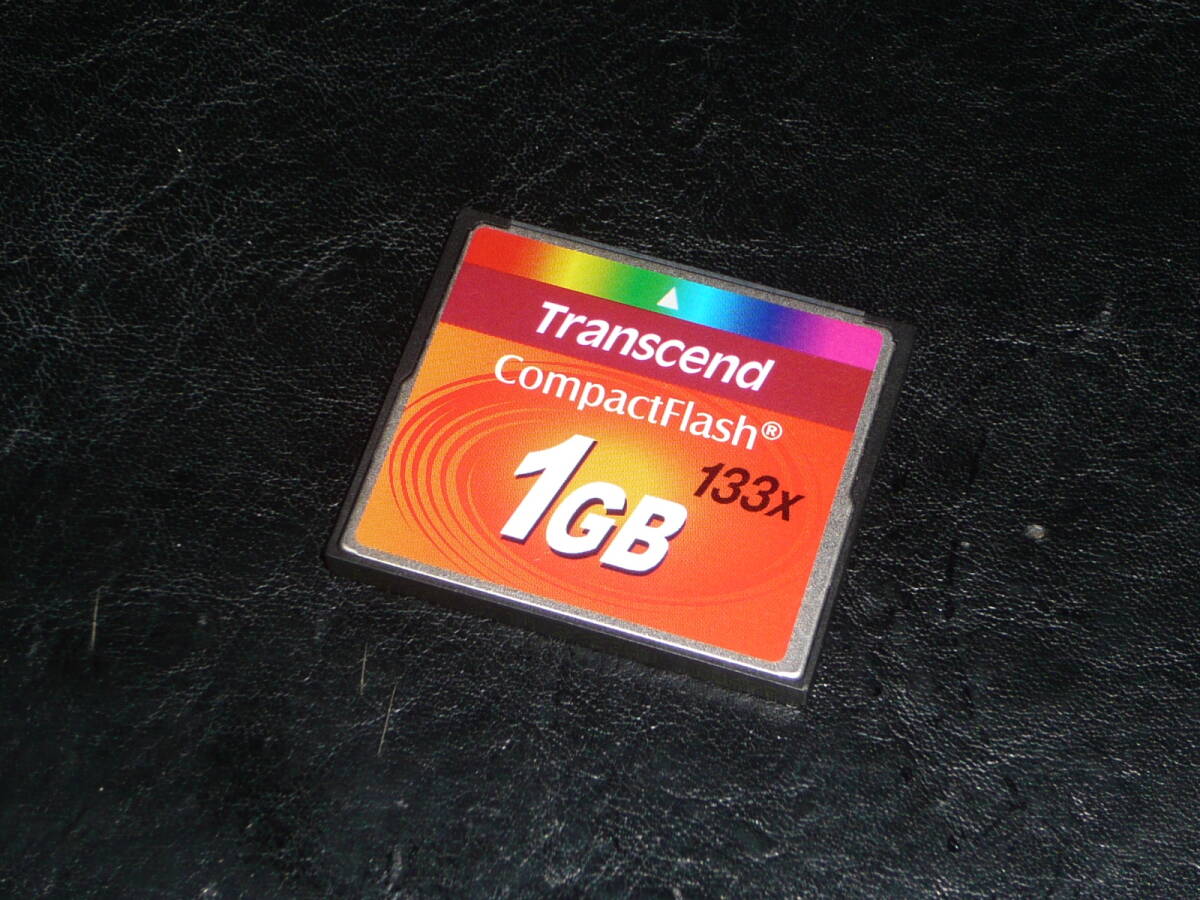 Transcend
CompactFlash®
133x
1GB